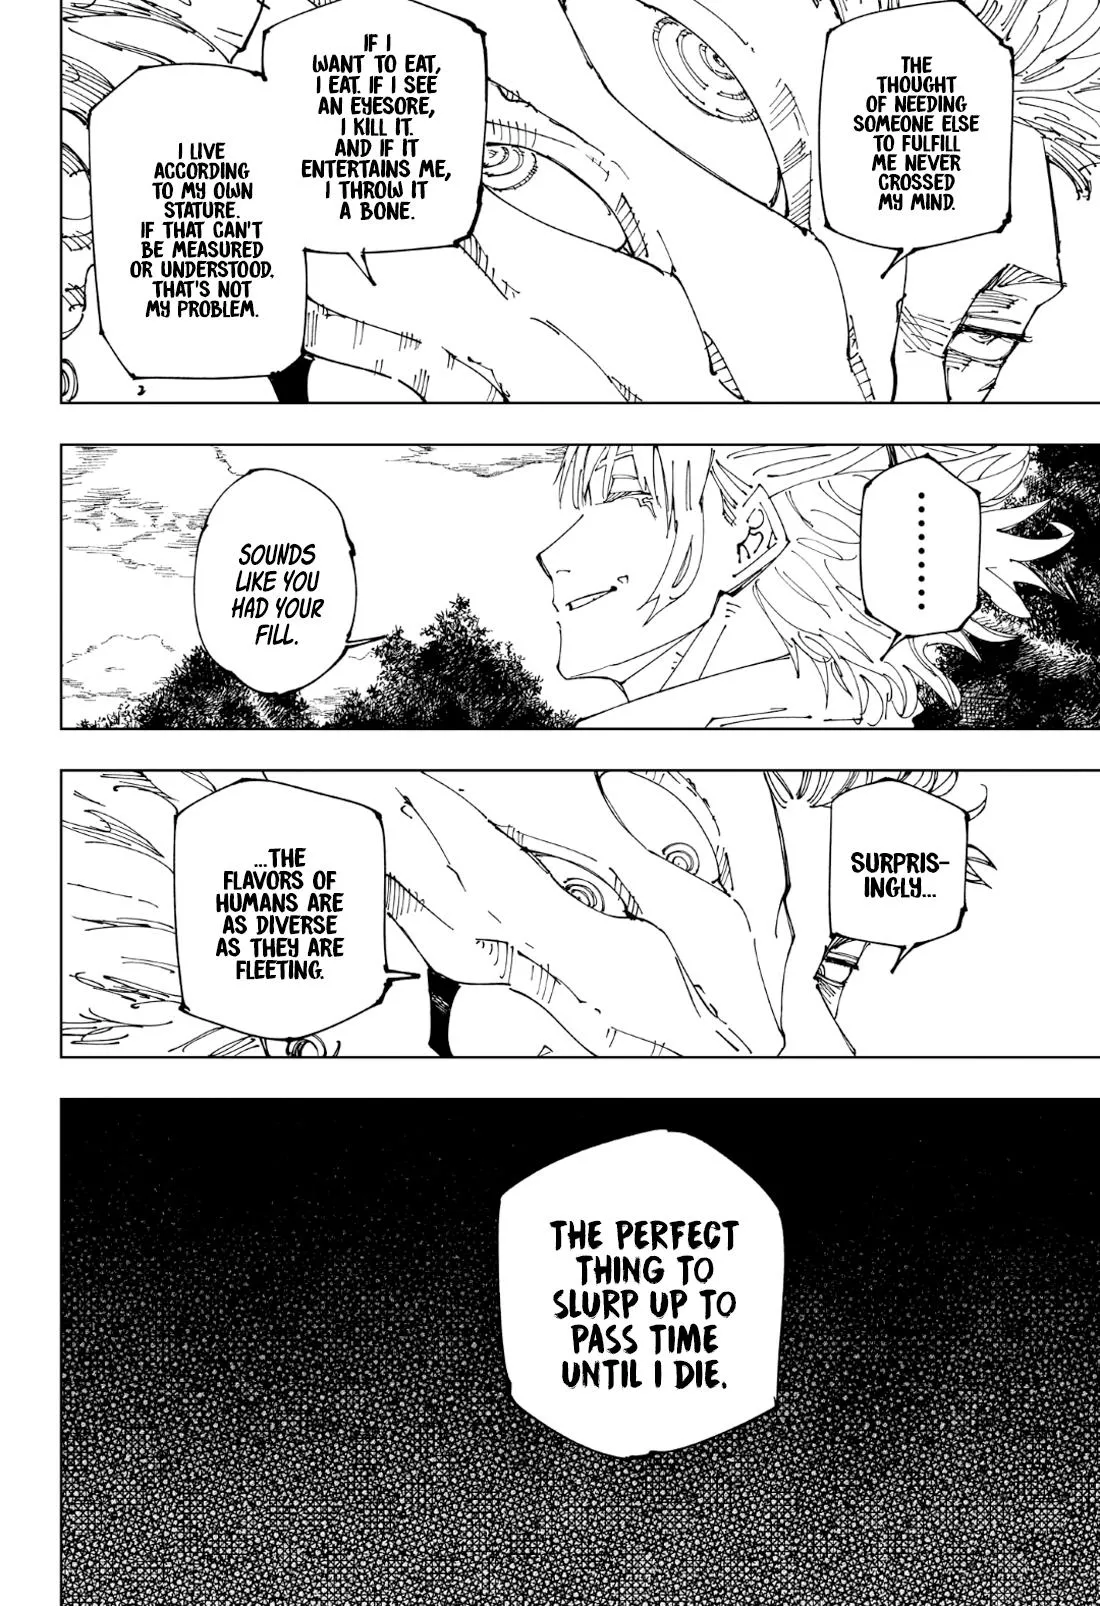 THE
THOUGHT
OF NEEDING
SOMEONE ELSE
TO FULFILL
ME NEVER
CROSSED
MY MIND.
IF I
WANT TO EAT,
I EAT. IF I SEE
AN EYESORE,
I KILL IT.
AND IF IT
ENTERTAINS ME,
I THROW IT
A BONE.
I LIVE
ACCORDING
TO MY OWN
STATURE.
IF THAT CAN'T
BE MEASURED
OR UNDERSTOOD,
THAT'S NOT
MY PROBLEM.
........
SOUNDS
LIKE YOU
HAD YOUR
FILL.
SURPRIS-
INGLY...
...THE
FLAVORS OF
HUMANS ARE
AS DIVERSE
AS THEY ARE
FLEETING.
THE PERFECT
THING TO
SLURP UP TO
PASS TIME
UNTIL I DIE.